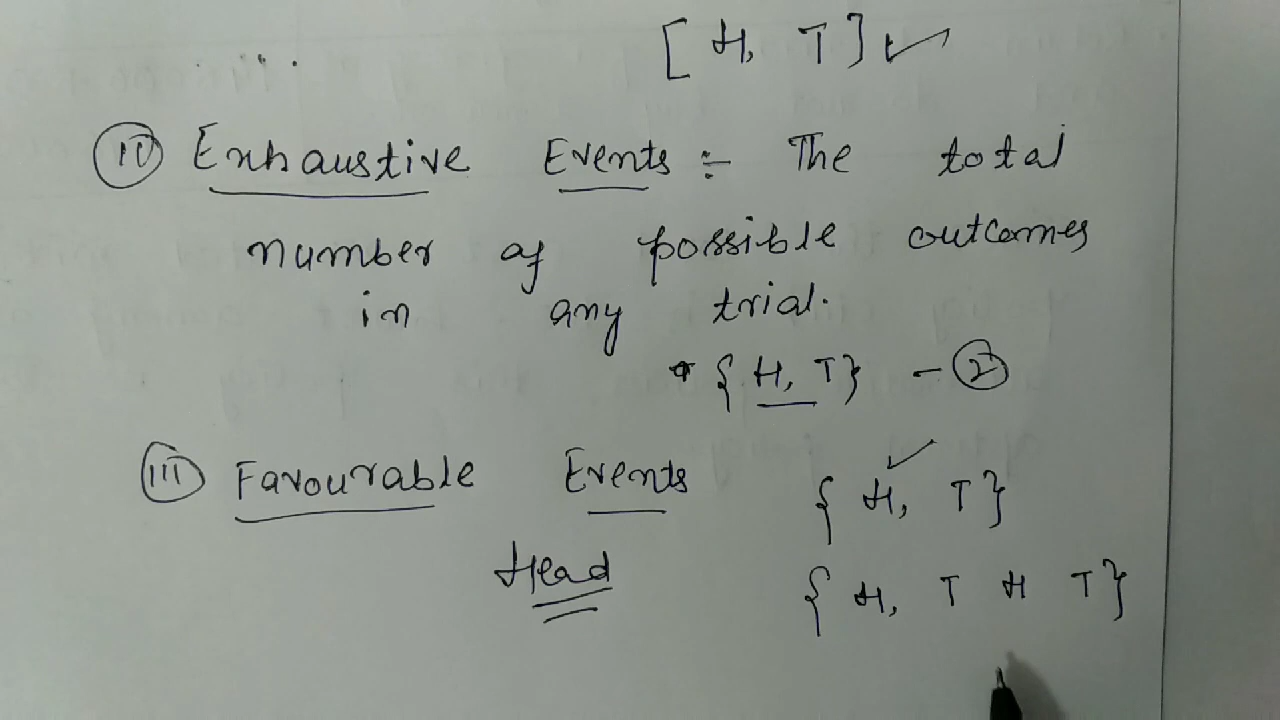 [H, T] ✓
(ii) Exhaustive Events :- The total
number of possible outcomes
in any trial.
{H, T} - (2)
(iii) Favourable Events {H, T}
Head {H, T H T}